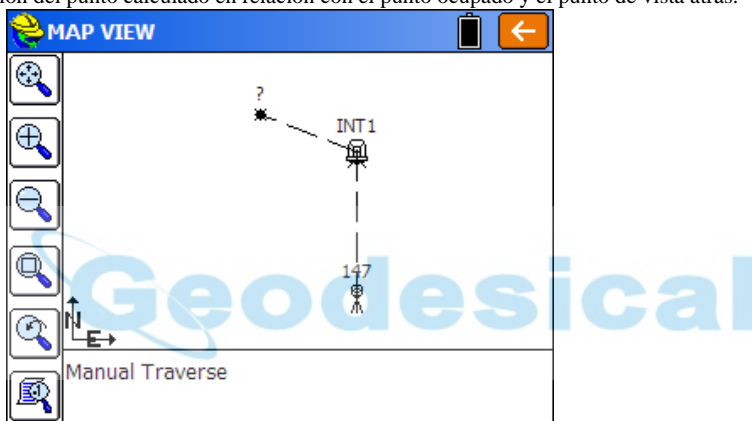 ión del punto calculado en relación con el punto ocupado y el punto de vista atrás.
MAP VIEW
?
INT1
147
Geodesical
N
E
Manual Traverse